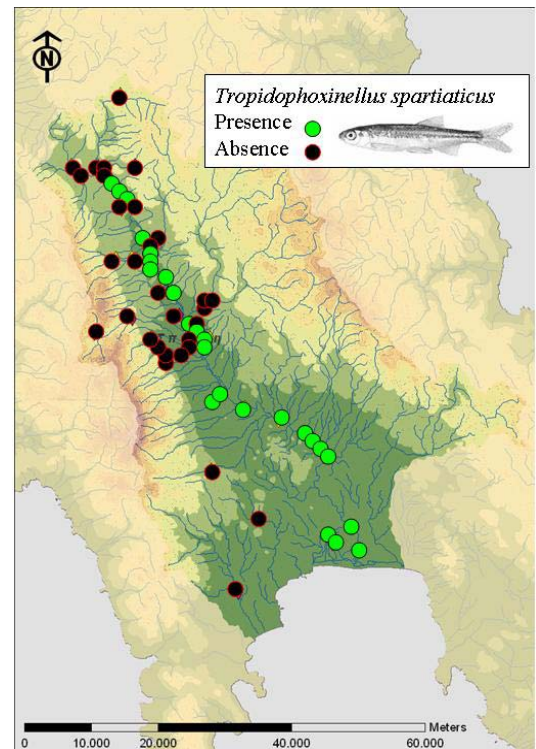 N
Tropidophoxinellus spartiaticus
Presence
Absence
Meters
0 10.000 20.000 40.000 60.000